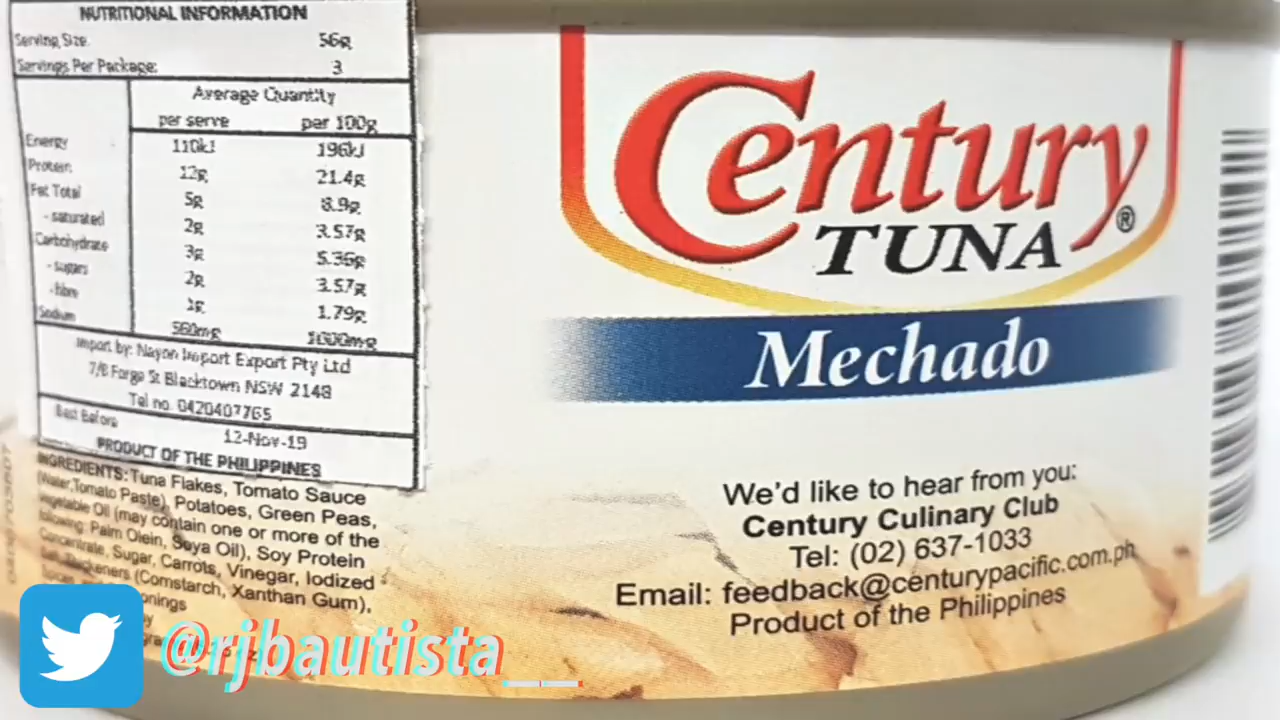 NUTRITIONAL INFORMATION
Serving Size: 56g
Servings Per Package: 3
Average Quantity
per serve per 100g
Energy 110kJ 196kJ
Protein 12g 21.4g
Fat Total 5g 8.9g
- saturated 2g 3.57g
Carbohydrate 3g 5.36g
- sugars 2g 3.57g
- fibre 1g 1.79g
Sodium 560mg 1000mg
Import by: Nayon Import Export Pty Ltd
7/8 Forge St Blacktown NSW 2148
Tel no. 0420407765
Best Before
12-Nov-19
PRODUCT OF THE PHILIPPINES
INGREDIENTS: Tuna Flakes, Tomato Sauce
(Water, Tomato Paste), Potatoes, Green Peas,
Vegetable Oil (may contain one or more of the
following: Palm Olein, Soya Oil), Soy Protein
Concentrate, Sugar, Carrots, Vinegar, Iodized
Salt, Thickeners (Cornstarch, Xanthan Gum),
Century®
TUNA
Mechado
We'd like to hear from you:
Century Culinary Club
Tel: (02) 637-1033
Email: feedback@centurypacific.com.ph
Product of the Philippines
@rjbautista__